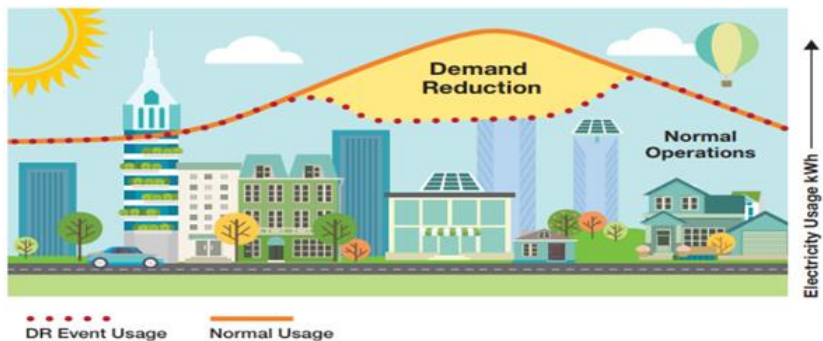 Demand
Reduction
Normal
Operations
Electricity Usage kWh
DR Event Usage
Normal Usage